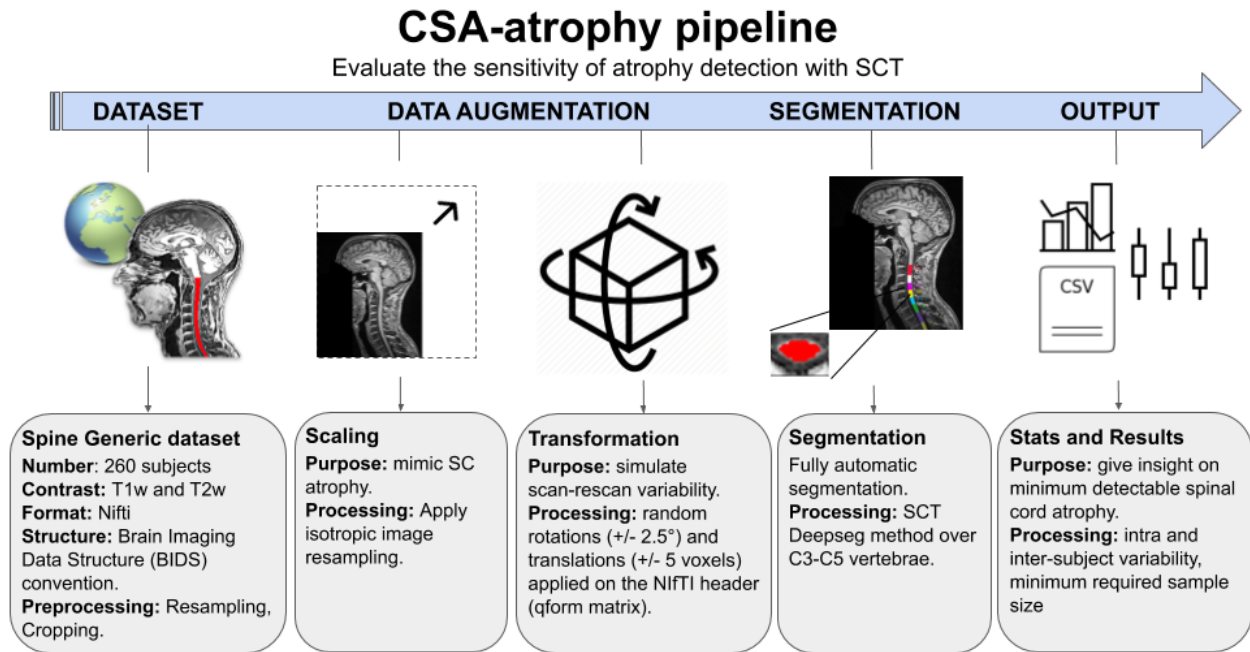 CSA-atrophy pipeline
Evaluate the sensitivity of atrophy detection with SCT
DATASET
DATA AUGMENTATION
SEGMENTATION
OUTPUT
CSV
Spine Generic dataset
Number: 260 subjects
Contrast: T1w and T2w
Format: Nifti
Structure: Brain Imaging
Data Structure (BIDS)
convention.
Preprocessing: Resampling,
Cropping.
Scaling
Purpose: mimic SC
atrophy.
Processing: Apply
isotropic image
resampling.
Transformation
Purpose: simulate
scan-rescan variability.
Processing: random
rotations (+/- 2.5°) and
translations (+/- 5 voxels)
applied on the NIfTI header
(qform matrix).
Segmentation
Fully automatic
segmentation.
Processing: SCT
Deepseg method over
C3-C5 vertebrae.
Stats and Results
Purpose: give insight on
minimum detectable spinal
cord atrophy.
Processing: intra and
inter-subject variability,
minimum required sample
size